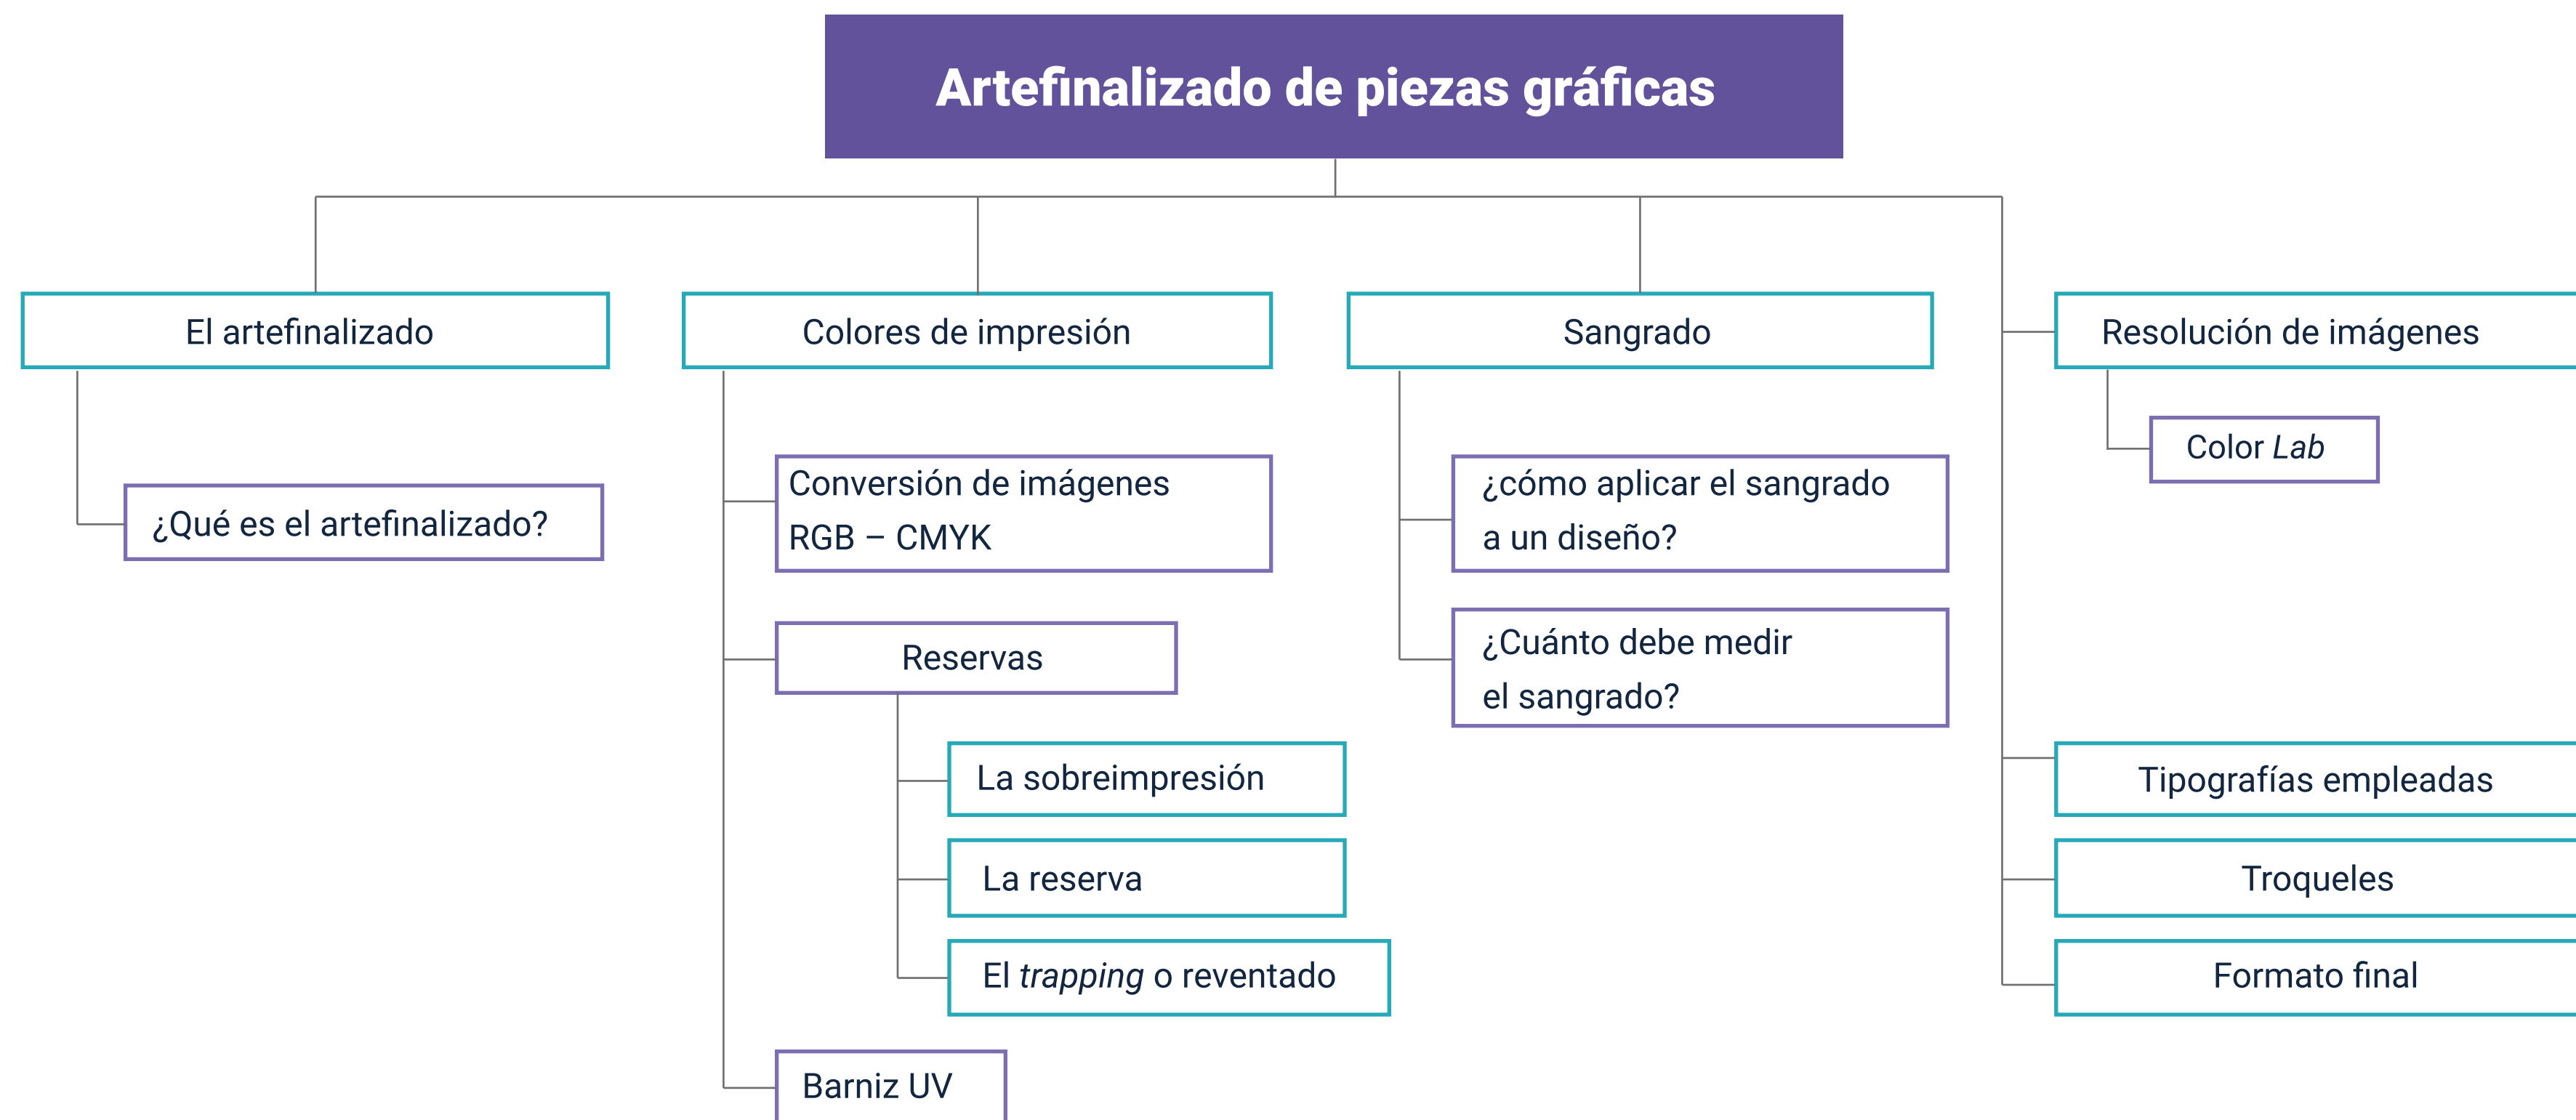 Artefinalizado de piezas gráficas
El artefinalizado
¿Qué es el artefinalizado?
Colores de impresión
Conversión de imágenes
RGB – CMYK
Reservas
La sobreimpresión
La reserva
El trapping o reventado
Barniz UV
Sangrado
¿cómo aplicar el sangrado
a un diseño?
¿Cuánto debe medir
el sangrado?
Resolución de imágenes
Color Lab
Tipografías empleadas
Troqueles
Formato final